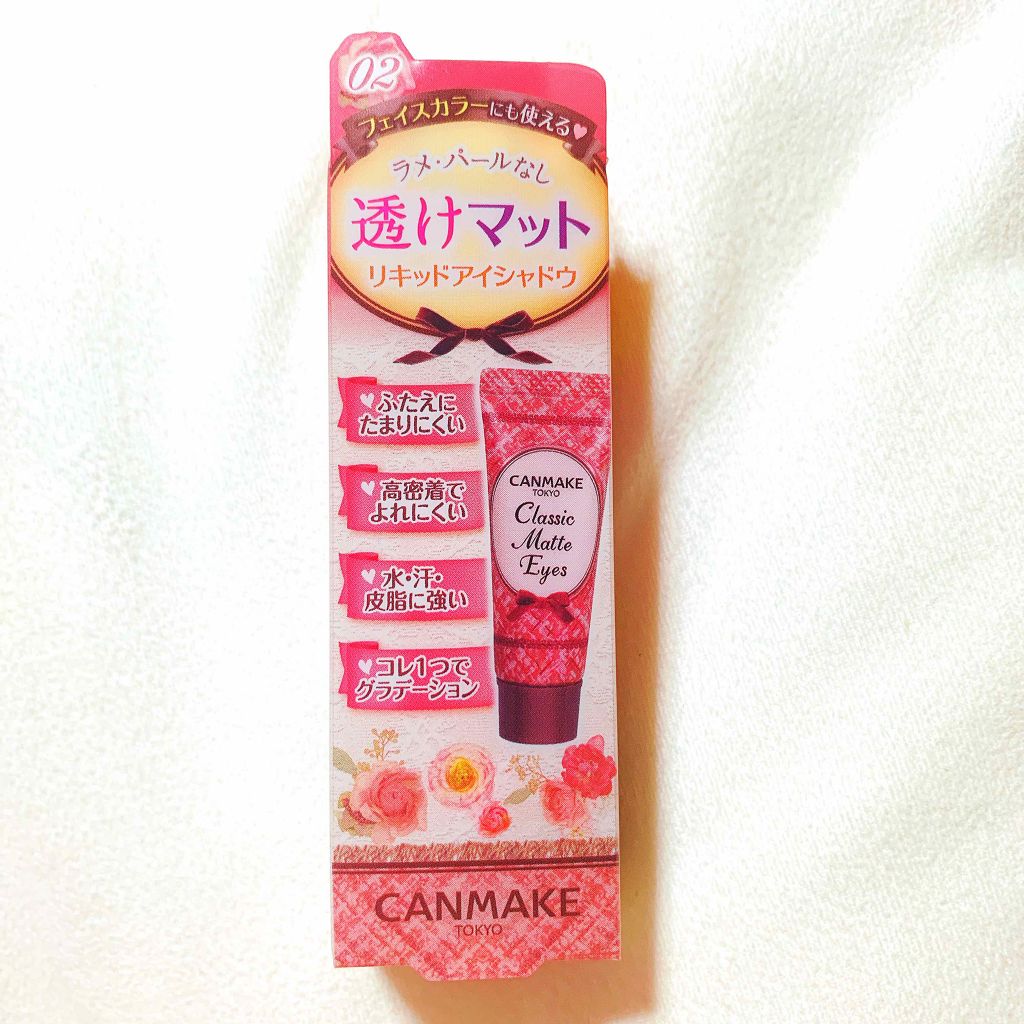 02
フェイスカラーにも使える♥
ラメ・パールなし
透けマット
リキッドアイシャドウ
♥ふたえに
たまりにくい
♥高密着で
よれにくい
♥水・汗・
皮脂に強い
♥コレ1つで
グラデーション
CANMAKE
TOKYO
Classic
Matte
Eyes
CANMAKE
TOKYO